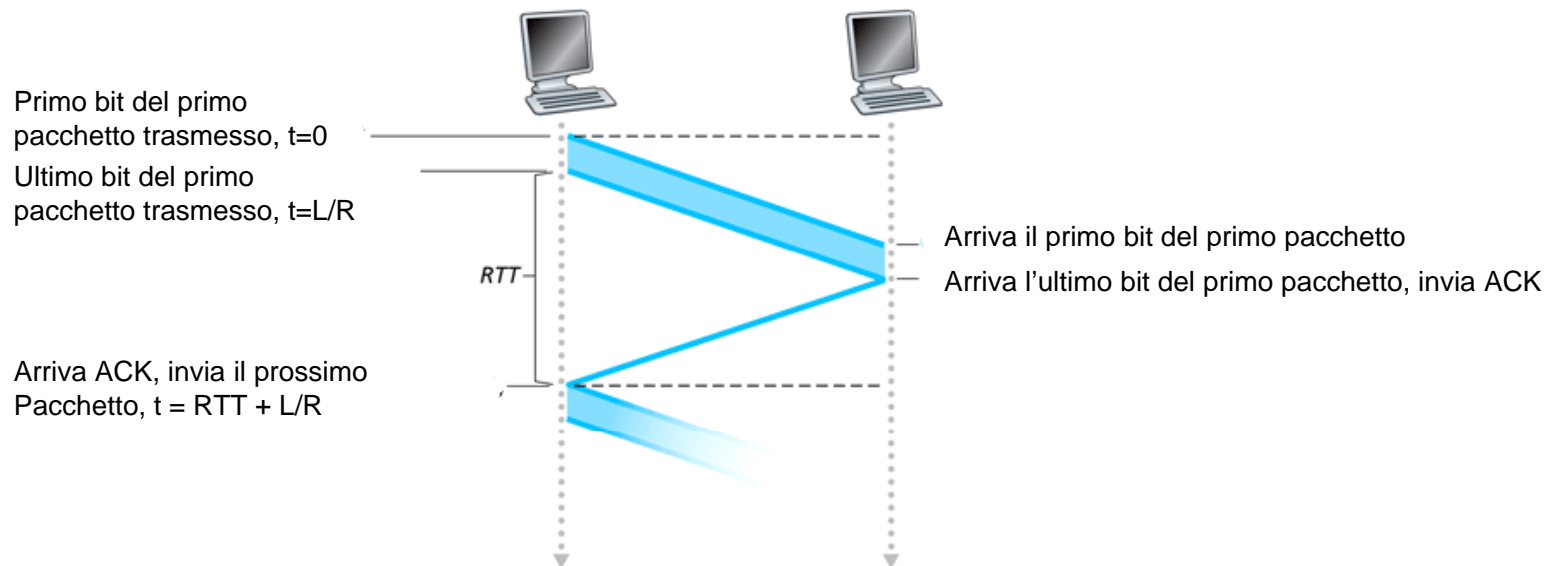 Primo bit del primo
pacchetto trasmesso, t=0
Ultimo bit del primo
pacchetto trasmesso, t=L/R
Arriva il primo bit del primo pacchetto
Arriva l'ultimo bit del primo pacchetto, invia ACK
RTT
Arriva ACK, invia il prossimo
Pacchetto, t = RTT + L/R